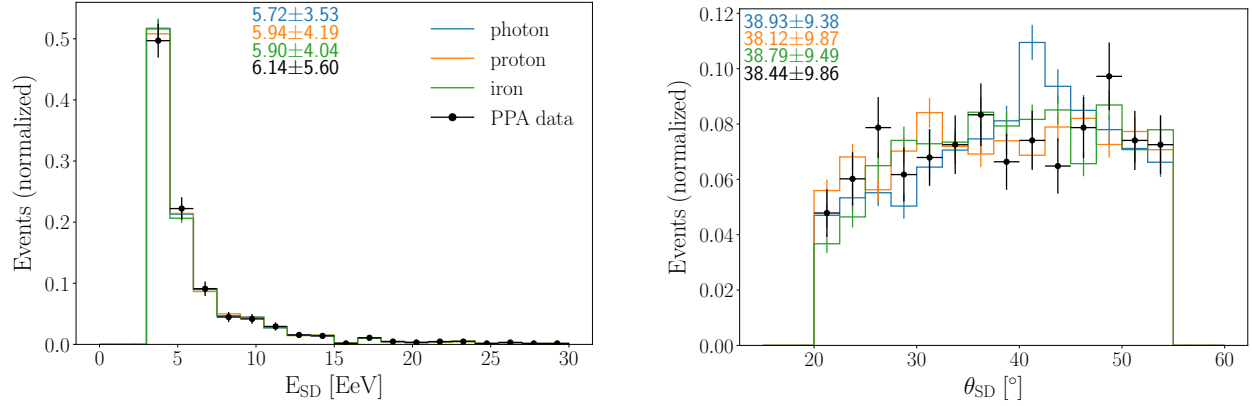 5.72±3.53
5.94±4.19
5.90±4.04
6.14±5.60
photon
proton
iron
PPA data
Events (normalized)
0.5
0.4
0.3
0.2
0.1
0.0
0 5 10 15 20 25 30
E_SD [EeV]
38.93±9.38
38.12±9.87
38.79±9.49
38.44±9.86
Events (normalized)
0.12
0.10
0.08
0.06
0.04
0.02
0.00
20 30 40 50 60
θ_SD [°]